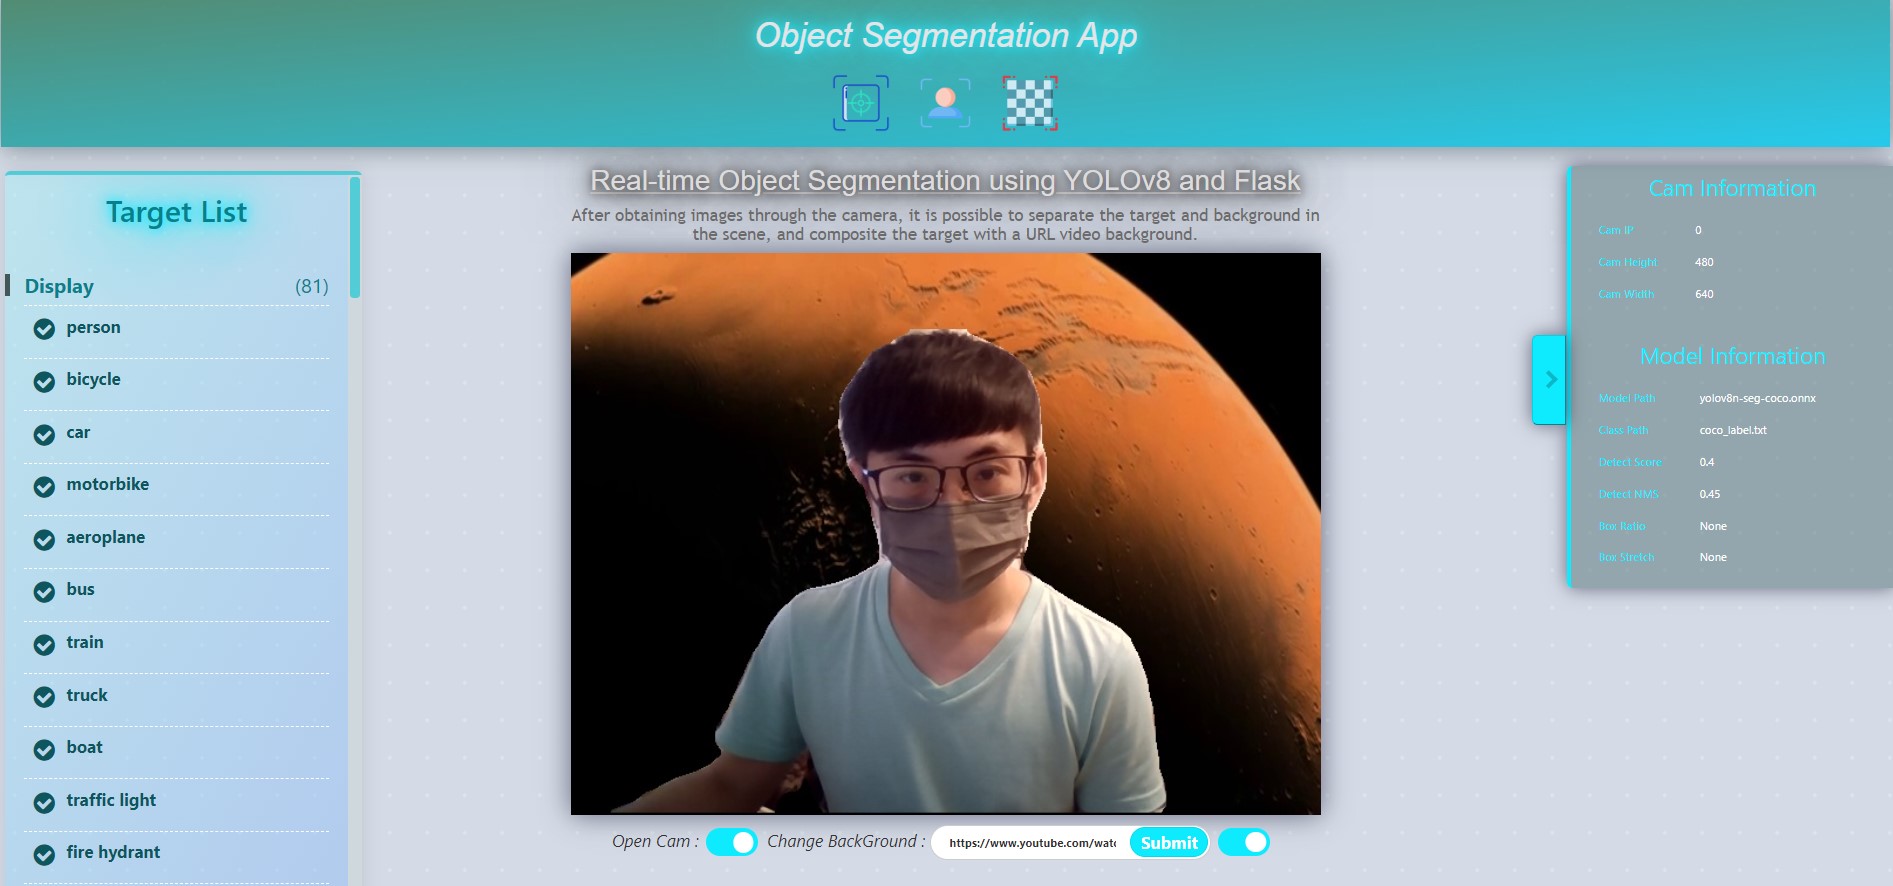 Object Segmentation App
Target List
Display (81)
person
bicycle
car
motorbike
aeroplane
bus
train
truck
boat
traffic light
fire hydrant
Real-time Object Segmentation using YOLOv8 and Flask
After obtaining images through the camera, it is possible to separate the target and background in
the scene, and composite the target with a URL video background.
Open Cam : Change BackGround : https://www.youtube.com/watc Submit
Cam Information
Cam IP 0
Cam Height 480
Cam Width 640
Model Information
Model Path yolov8n-seg-coco.onnx
Class Path coco_label.txt
Detect Score 0.4
Detect NMS 0.45
Box Ratio None
Box Stretch None